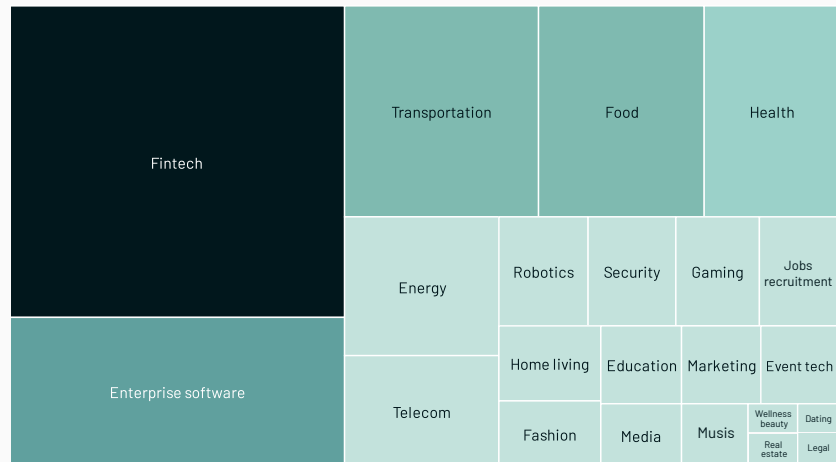 Fintech
Transportation
Food
Health
Enterprise software
Energy
Telecom
Robotics
Security
Gaming
Jobs
recruitment
Home living
Education
Marketing
Event tech
Fashion
Media
Musis
Wellness
beauty
Dating
Real
estate
Legal